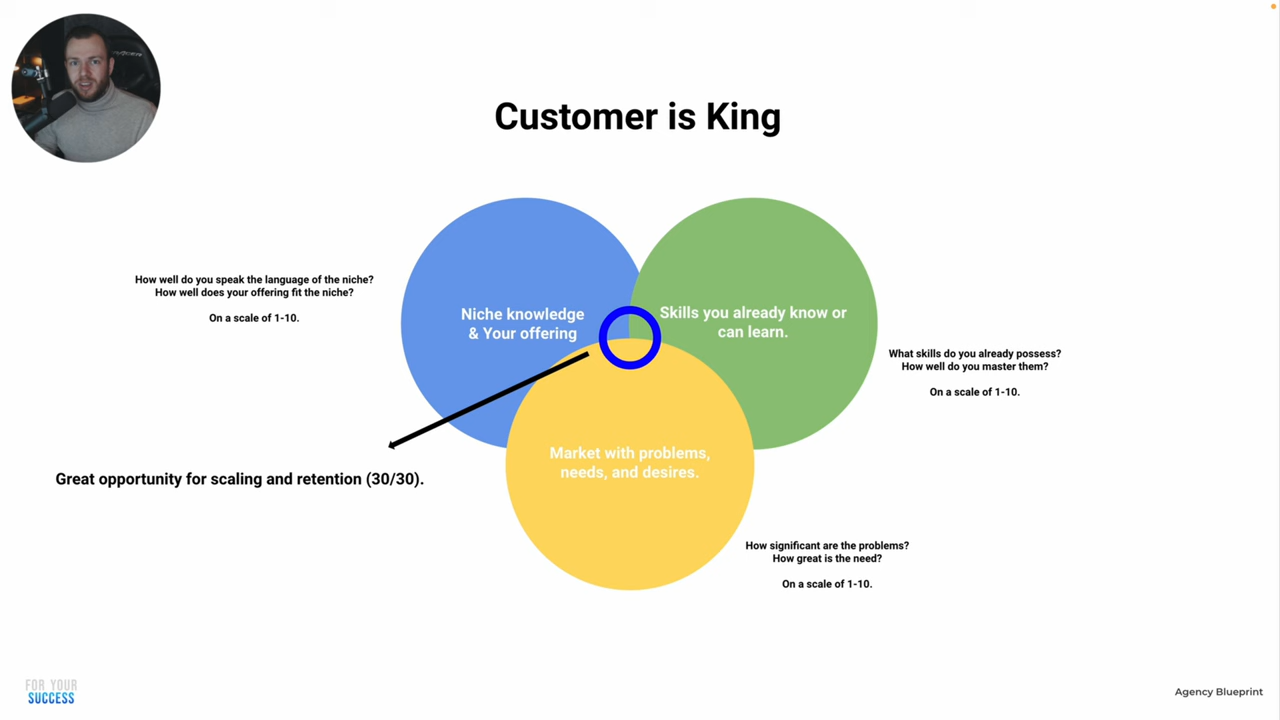 Customer is King
How well do you speak the language of the niche?
How well does your offering fit the niche?
On a scale of 1-10.
Niche knowledge
& Your offering
Skills you already know or
can learn.
What skills do you already possess?
How well do you master them?
On a scale of 1-10.
Market with problems,
needs, and desires.
Great opportunity for scaling and retention (30/30).
How significant are the problems?
How great is the need?
On a scale of 1-10.
FOR YOUR
SUCCESS
Agency Blueprint